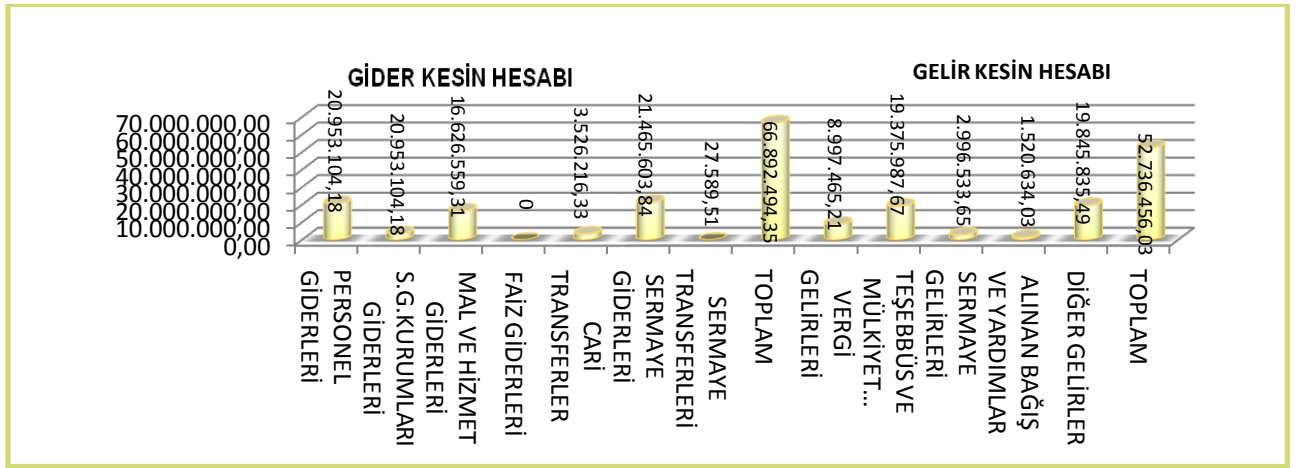 GİDER KESİN HESABI
GELİR KESİN HESABI
70.000.000,00
60.000.000,00
50.000.000,00
40.000.000,00
30.000.000,00
20.000.000,00
10.000.000,00
0,00
20.953.104,18
20.953.104,18
16.626.559,31
0
3.526.216,33
21.465.603,84
27.589,51
66.892.494,35
8.997.465,21
19.375.987,67
2.996.533,65
1.520.634,03
19.845.835,49
52.736.456,03
PERSONEL
GİDERLERİ
S.G.KURUMLARI
GİDERLERİ
MAL VE HİZMET
GİDERLERİ
FAİZ GİDERLERİ
CARİ
TRANSFERLER
SERMAYE
GİDERLERİ
SERMAYE
TRANSFERLERİ
TOPLAM
VERGİ
GELİRLERİ
TEŞEBBÜS VE
MÜLKİYET...
SERMAYE
GELİRLERİ
ALINAN BAĞIŞ
VE YARDIMLAR
DİĞER GELİRLER
TOPLAM